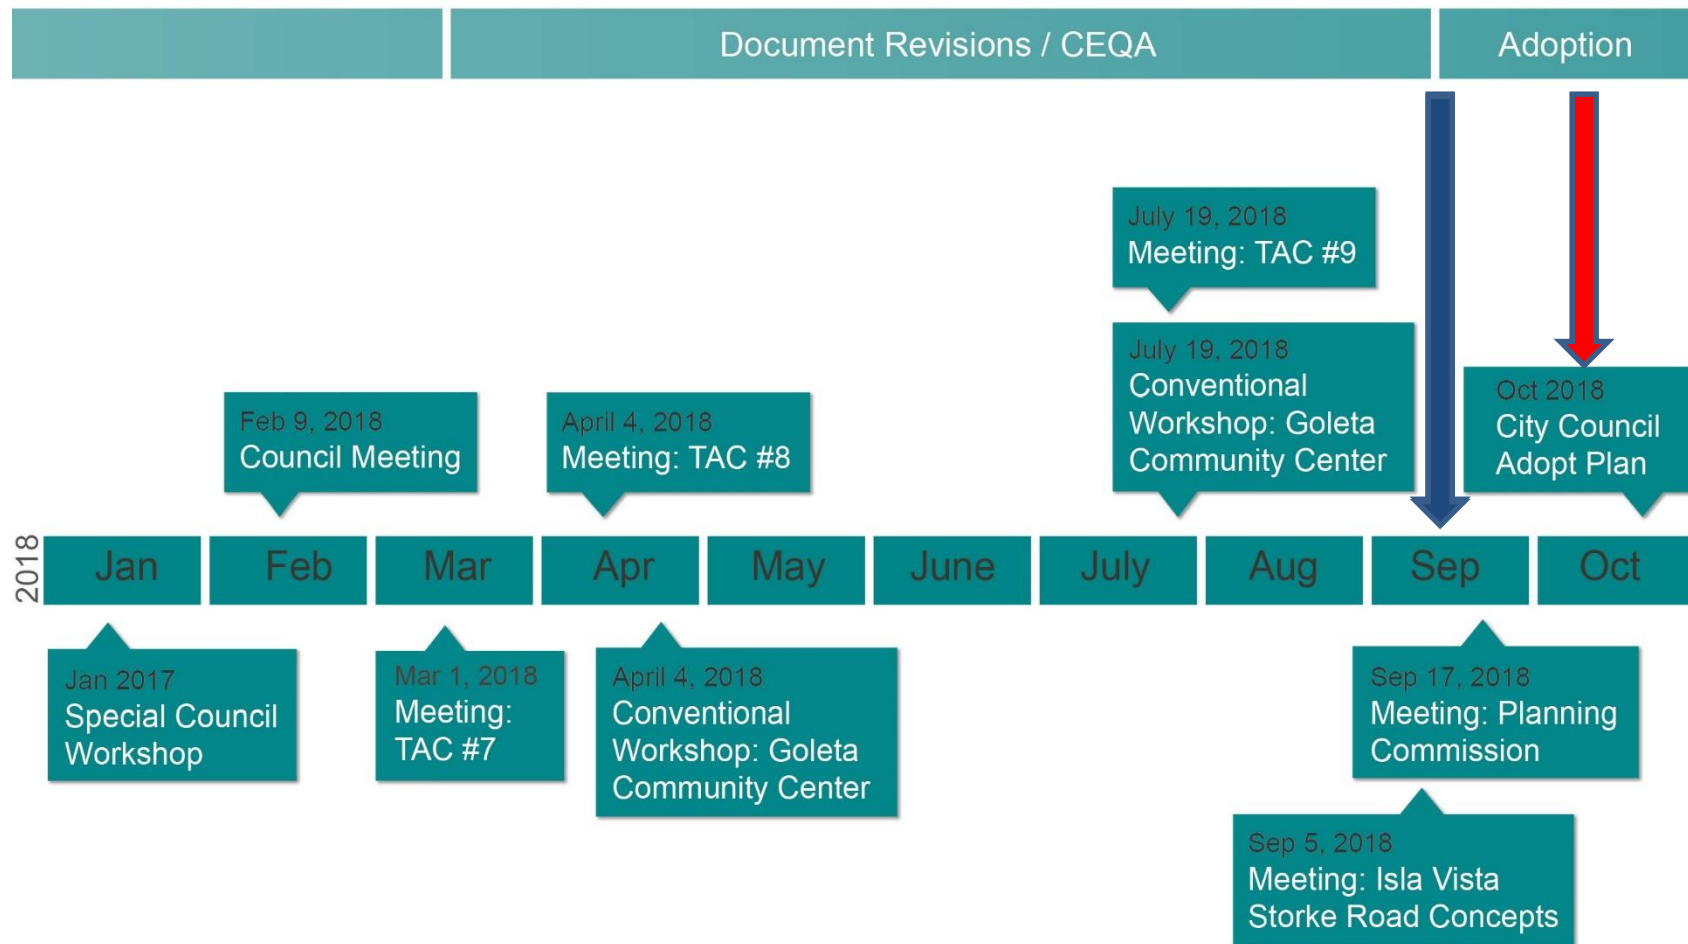 Document Revisions / CEQA
Adoption
July 19, 2018
Meeting: TAC #9
July 19, 2018
Conventional
Workshop: Goleta
Community Center
Feb 9, 2018
Council Meeting
April 4, 2018
Meeting: TAC #8
Oct 2018
City Council
Adopt Plan
2018
Jan
Feb
Mar
Apr
May
June
July
Aug
Sep
Oct
Jan 2017
Special Council
Workshop
Mar 1, 2018
Meeting:
TAC #7
April 4, 2018
Conventional
Workshop: Goleta
Community Center
Sep 17, 2018
Meeting: Planning
Commission
Sep 5, 2018
Meeting: Isla Vista
Storke Road Concepts